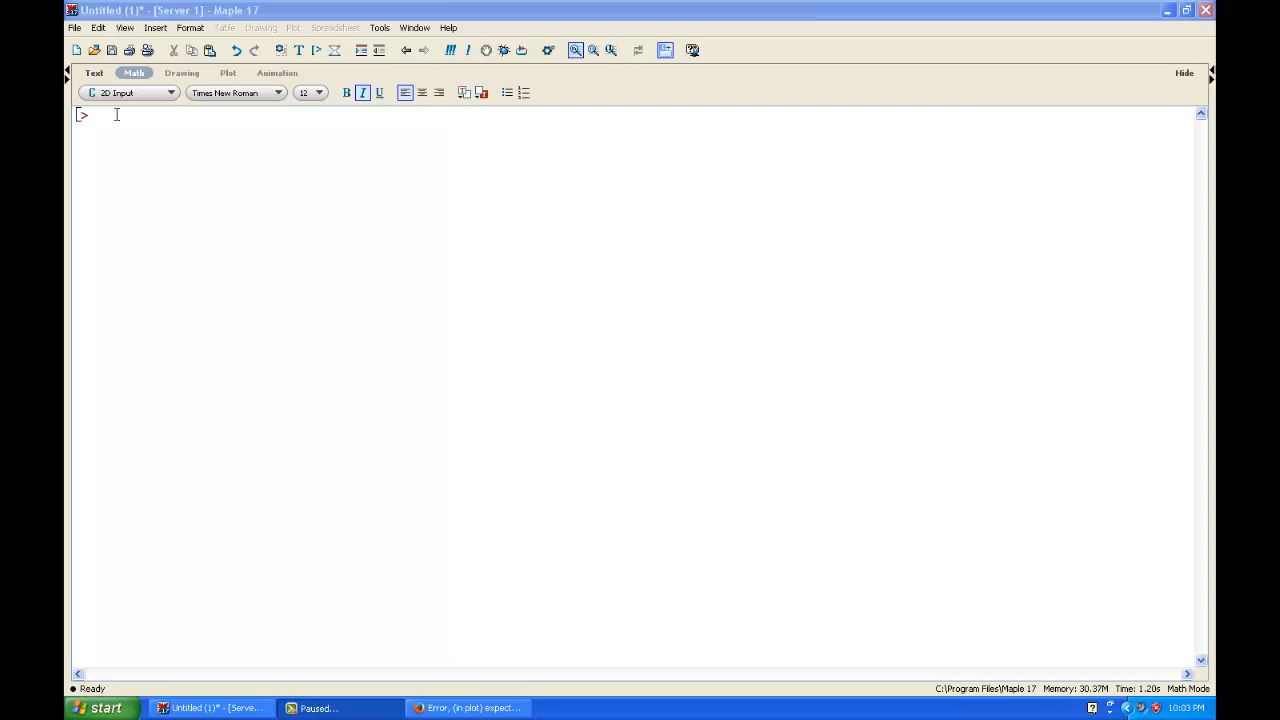 Untitled (1)* - [Server 1] - Maple 17
File Edit View Insert Format Table Drawing Plot Spreadsheet Tools Window Help
Text Math Drawing Plot Animation Hide
C 2D Input Times New Roman 12 B I U
[>
Ready C:\Program Files\Maple 17 Memory: 30.37M Time: 1.20s Math Mode
start Untitled (1)* - [Serve... Paused... Error, (in plot) expect... 10:03 PM